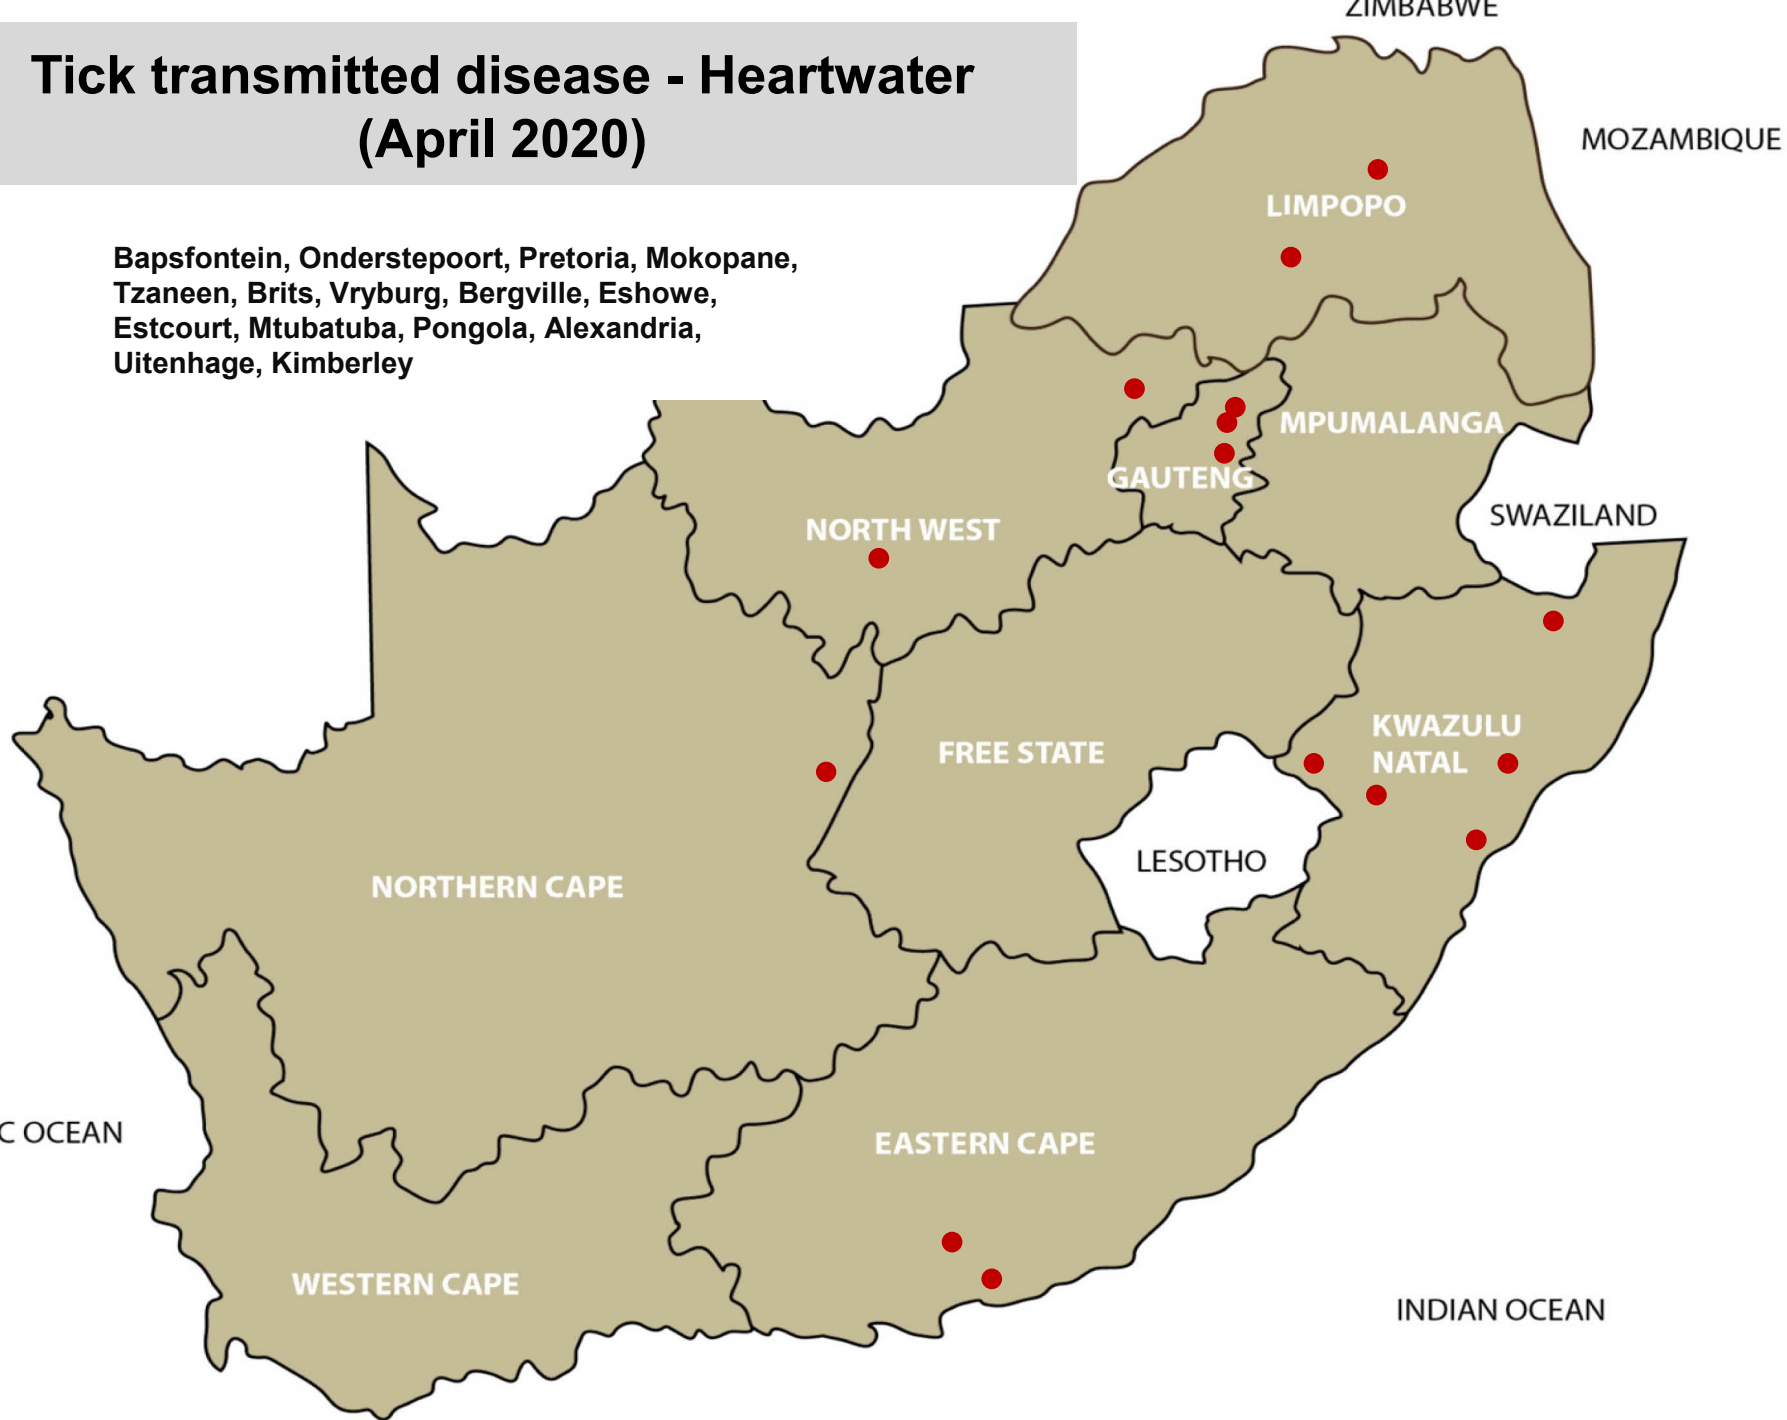 ZIMBABWE
Tick transmitted disease - Heartwater
(April 2020)
MOZAMBIQUE
LIMPOPO
Bapsfontein, Onderstepoort, Pretoria, Mokopane,
Tzaneen, Brits, Vryburg, Bergville, Eshowe,
Estcourt, Mtubatuba, Pongola, Alexandria,
Uitenhage, Kimberley
MPUMALANGA
GAUTENG
SWAZILAND
NORTH WEST
KWAZULU
NATAL
FREE STATE
LESOTHO
NORTHERN CAPE
C OCEAN
EASTERN CAPE
WESTERN CAPE
INDIAN OCEAN